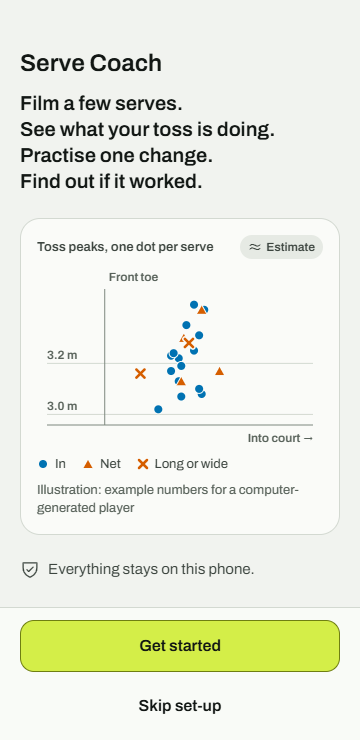 Serve Coach
Film a few serves.
See what your toss is doing.
Practise one change.
Find out if it worked.
Toss peaks, one dot per serve
Estimate
Front toe
3.2 m
3.0 m
Into court →
In
Net
Long or wide
Illustration: example numbers for a computer-
generated player
Everything stays on this phone.
Get started
Skip set-up